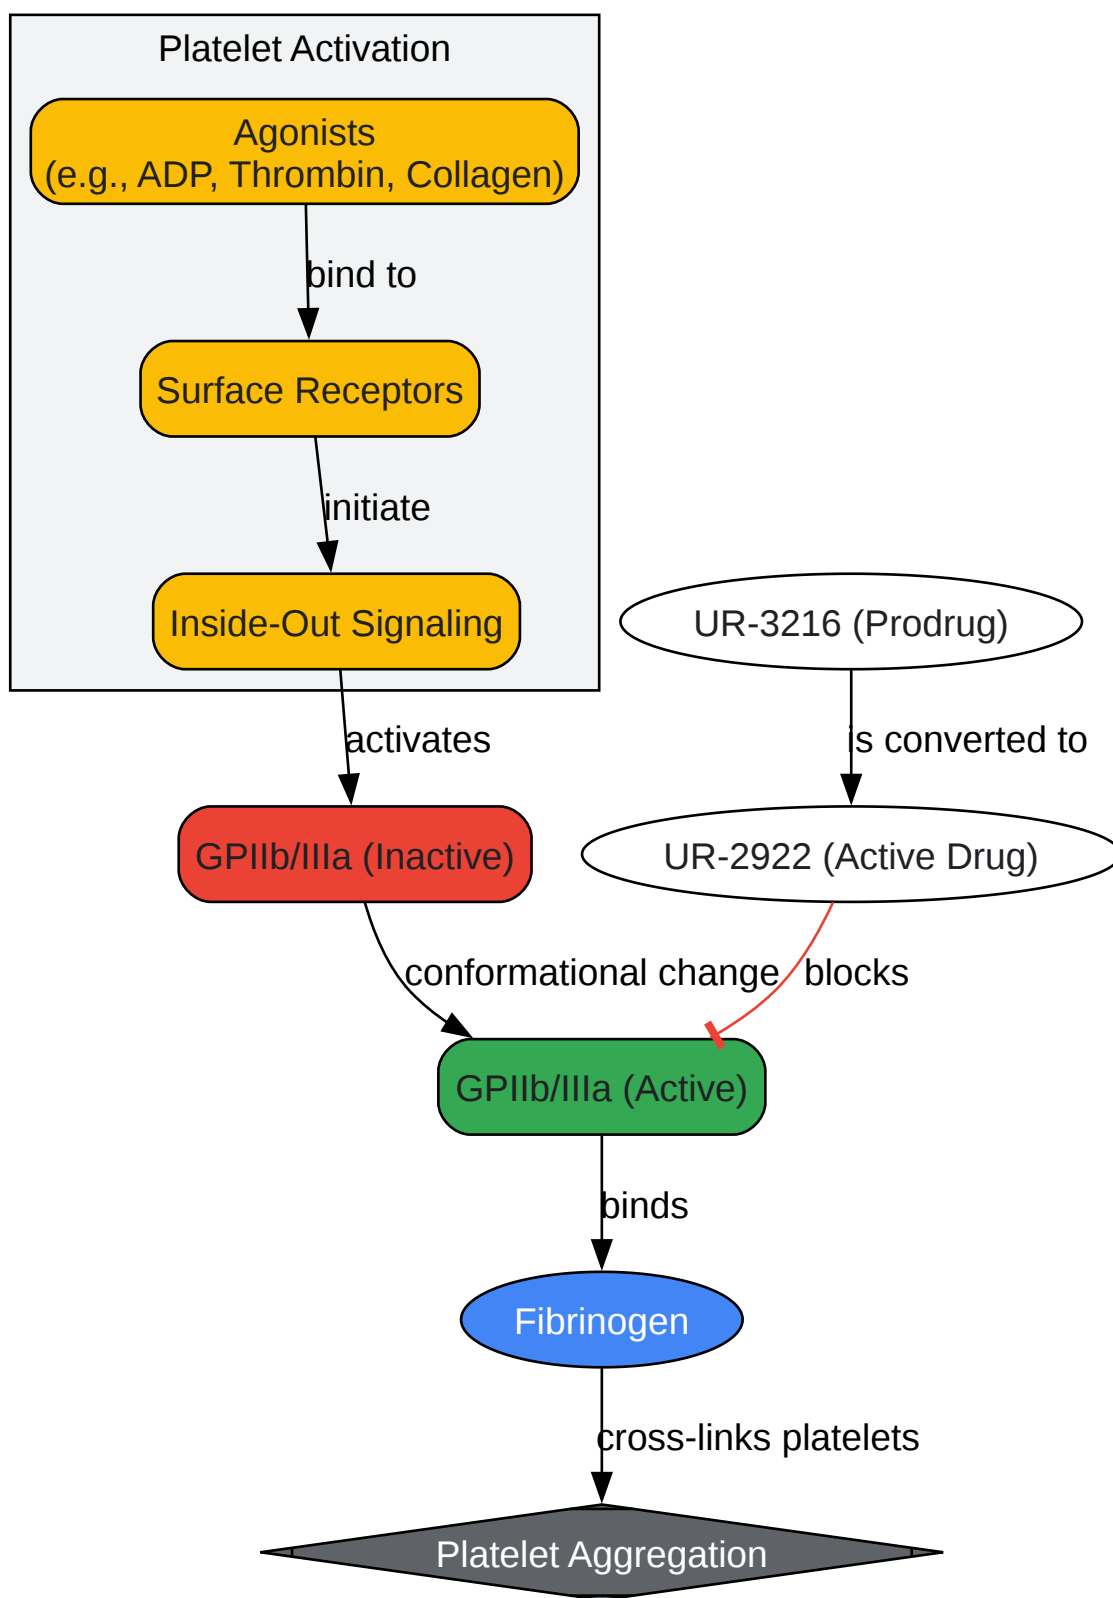 Platelet Activation
Agonists
(e.g., ADP, Thrombin, Collagen)
bind to
Surface Receptors
initiate
Inside-Out Signaling
UR-3216 (Prodrug)
activates
is converted to
GPIIb/IIIa (Inactive)
UR-2922 (Active Drug)
conformational change
blocks
GPIIb/IIIa (Active)
binds
Fibrinogen
cross-links platelets
Platelet Aggregation